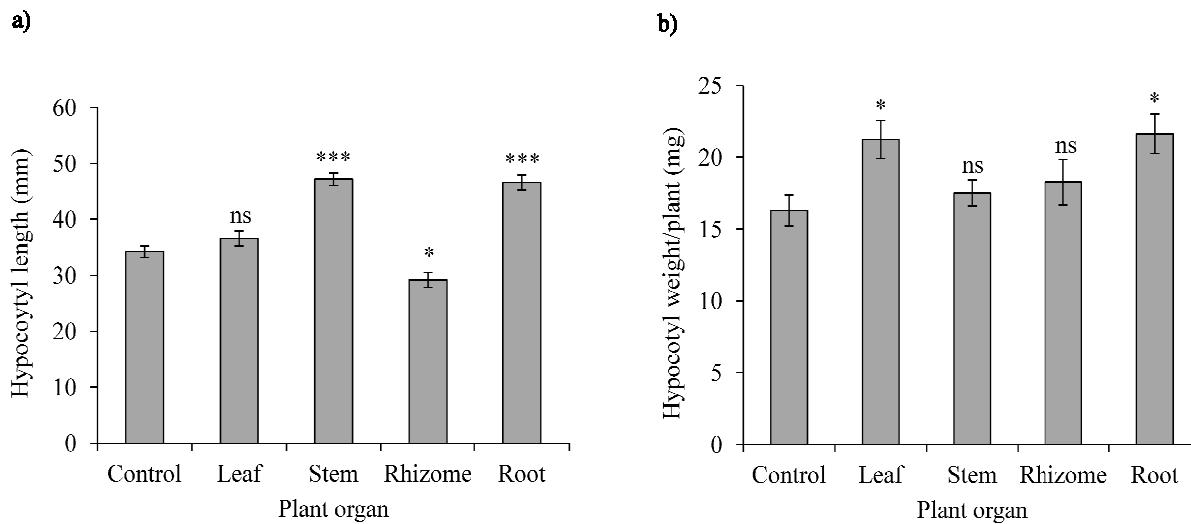 a)
Hypocoytyl length (mm)
60
50
40
30
20
10
0
ns
***
*
***
Control Leaf Stem Rhizome Root
Plant organ
b)
Hypocotyl weight/plant (mg)
25
20
15
10
5
0
*
ns
ns
*
Control Leaf Stem Rhizome Root
Plant organ